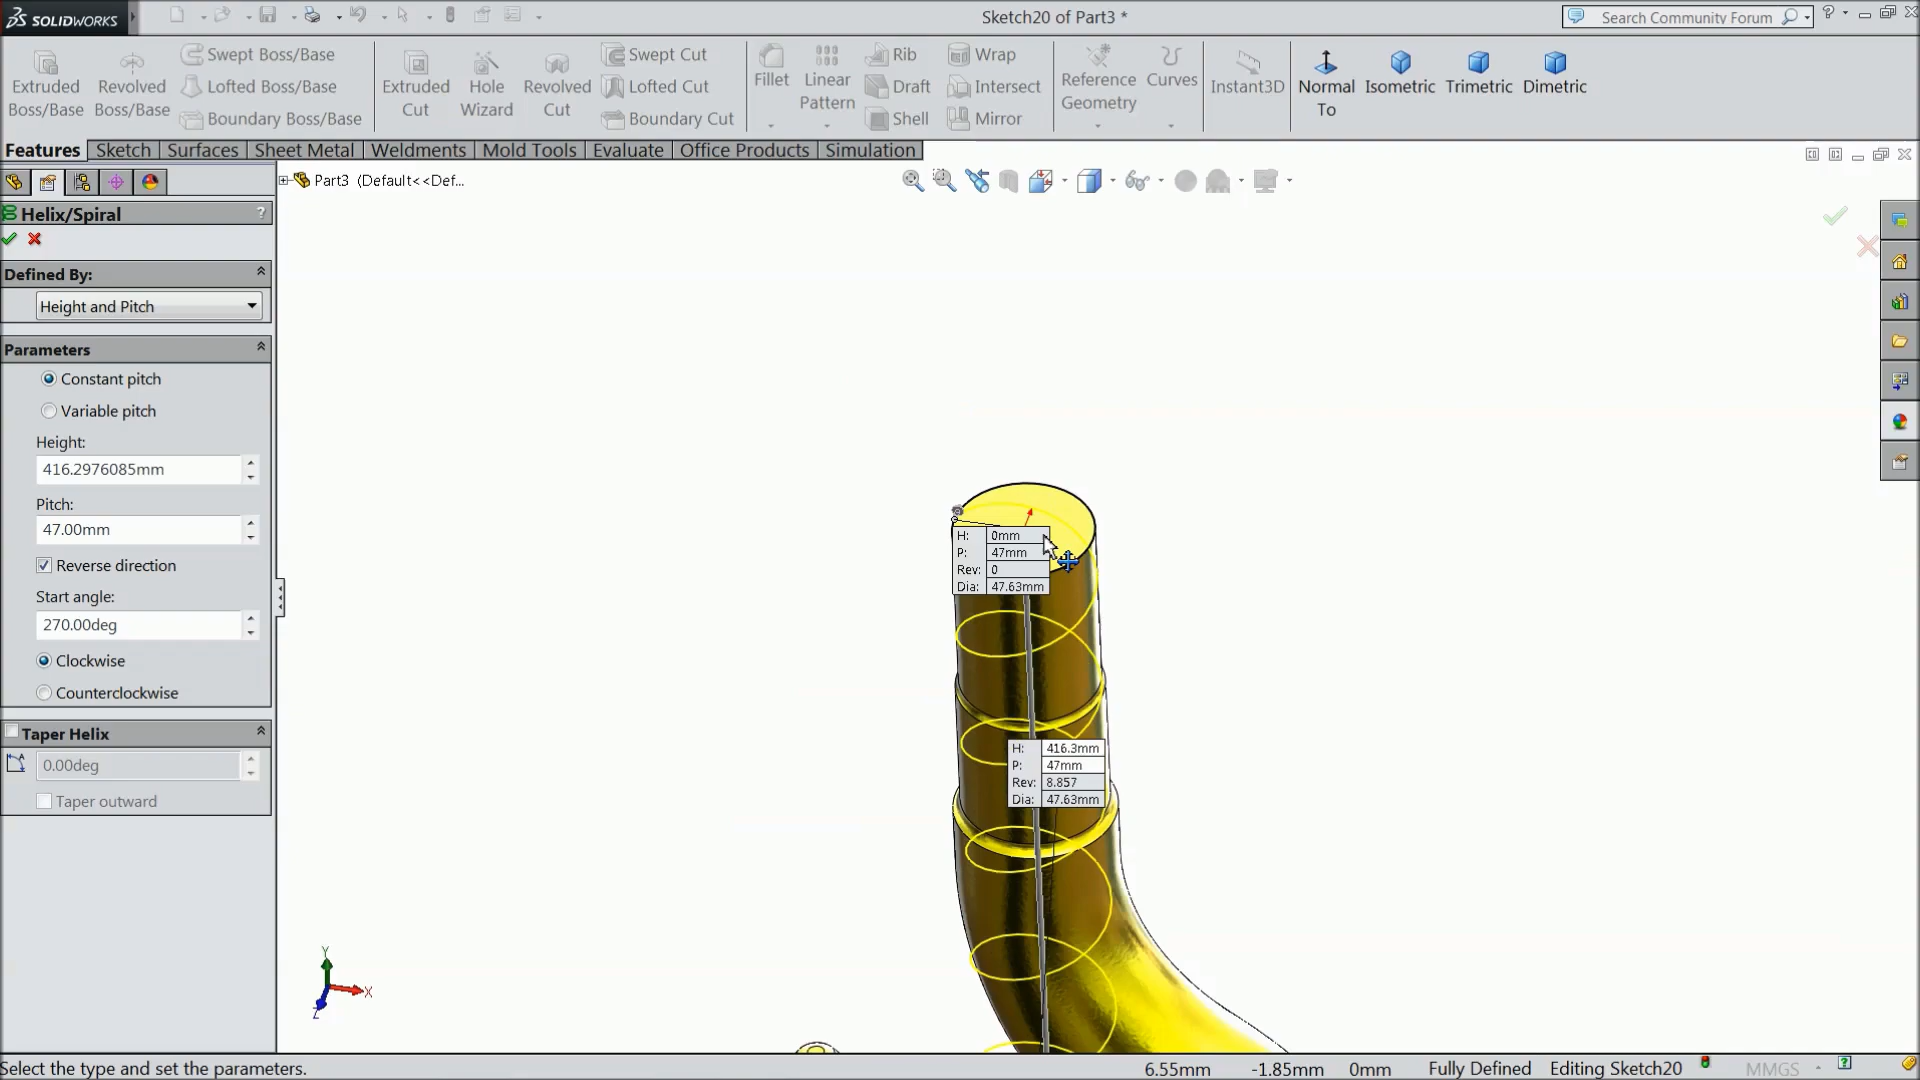 SOLIDWORKS
Sketch20 of Part3 *
Search Community Forum
Extruded Boss/Base
Revolved Boss/Base
Swept Boss/Base
Lofted Boss/Base
Boundary Boss/Base
Extruded Cut
Hole Wizard
Revolved Cut
Swept Cut
Lofted Cut
Boundary Cut
Fillet
Linear Pattern
Rib
Draft
Shell
Wrap
Intersect
Mirror
Reference Geometry
Curves
Instant3D
Normal To
Isometric
Trimetric
Dimetric
Features
Sketch
Surfaces
Sheet Metal
Weldments
Mold Tools
Evaluate
Office Products
Simulation
Part3 (Default<<Def...
Helix/Spiral
?
Defined By:
Height and Pitch
Parameters
Constant pitch
Variable pitch
Height:
416.2976085mm
Pitch:
47.00mm
Reverse direction
Start angle:
270.00deg
Clockwise
Counterclockwise
Taper Helix
0.00deg
Taper outward
H: 0mm
P: 47mm
Rev: 0
Dia: 47.63mm
H: 416.3mm
P: 47mm
Rev: 8.857
Dia: 47.63mm
Y
X
Z
Select the type and set the parameters.
6.55mm
-1.85mm
0mm
Fully Defined
Editing Sketch20
MMGS
?